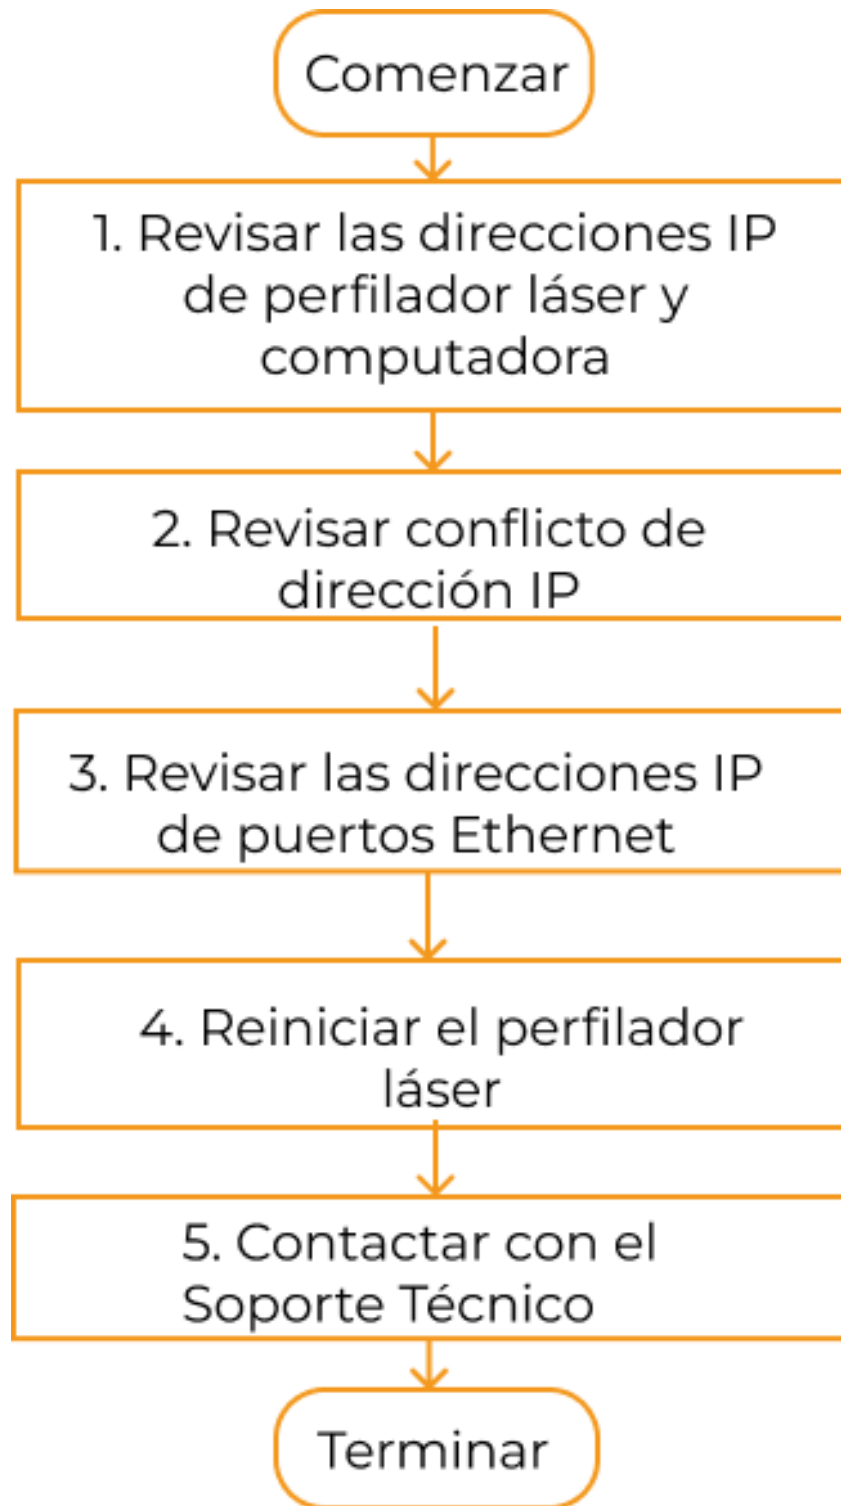 Comenzar
1. Revisar las direcciones IP
de perfilador láser y
computadora
2. Revisar conflicto de
dirección IP
3. Revisar las direcciones IP
de puertos Ethernet
4. Reiniciar el perfilador
láser
5. Contactar con el
Soporte Técnico
Terminar